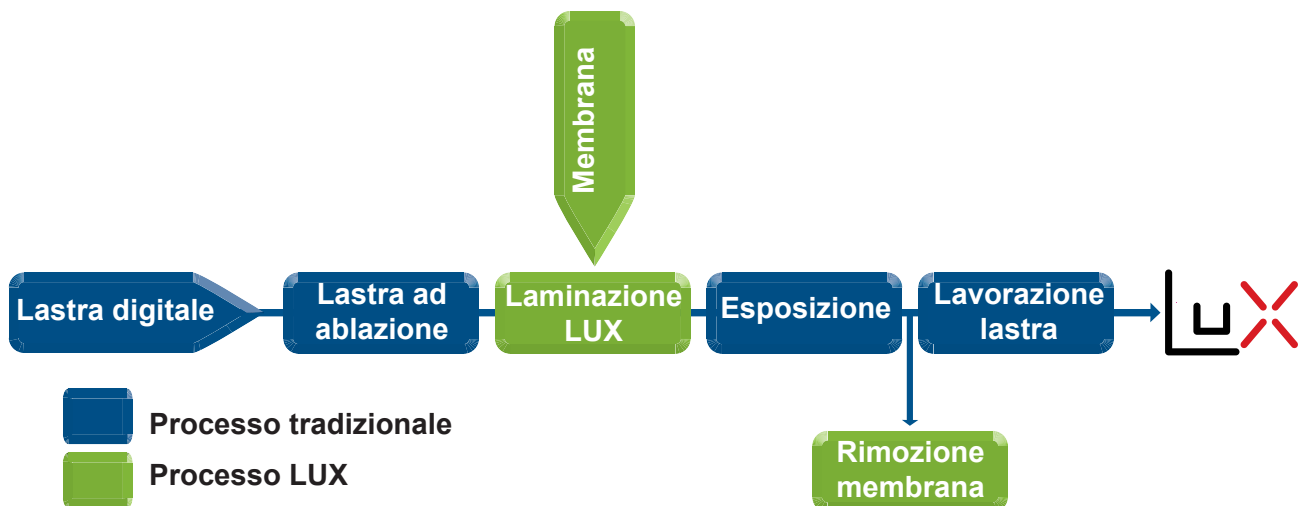 Membrana
Lastra digitale
Lastra ad
ablazione
Laminazione
LUX
Esposizione
Lavorazione
lastra
LUX
Processo tradizionale
Processo LUX
Rimozione
membrana